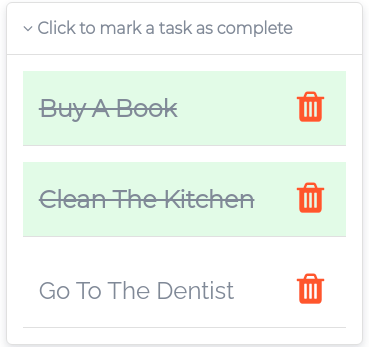 Click to mark a task as complete
Buy A Book
Clean The Kitchen
Go To The Dentist